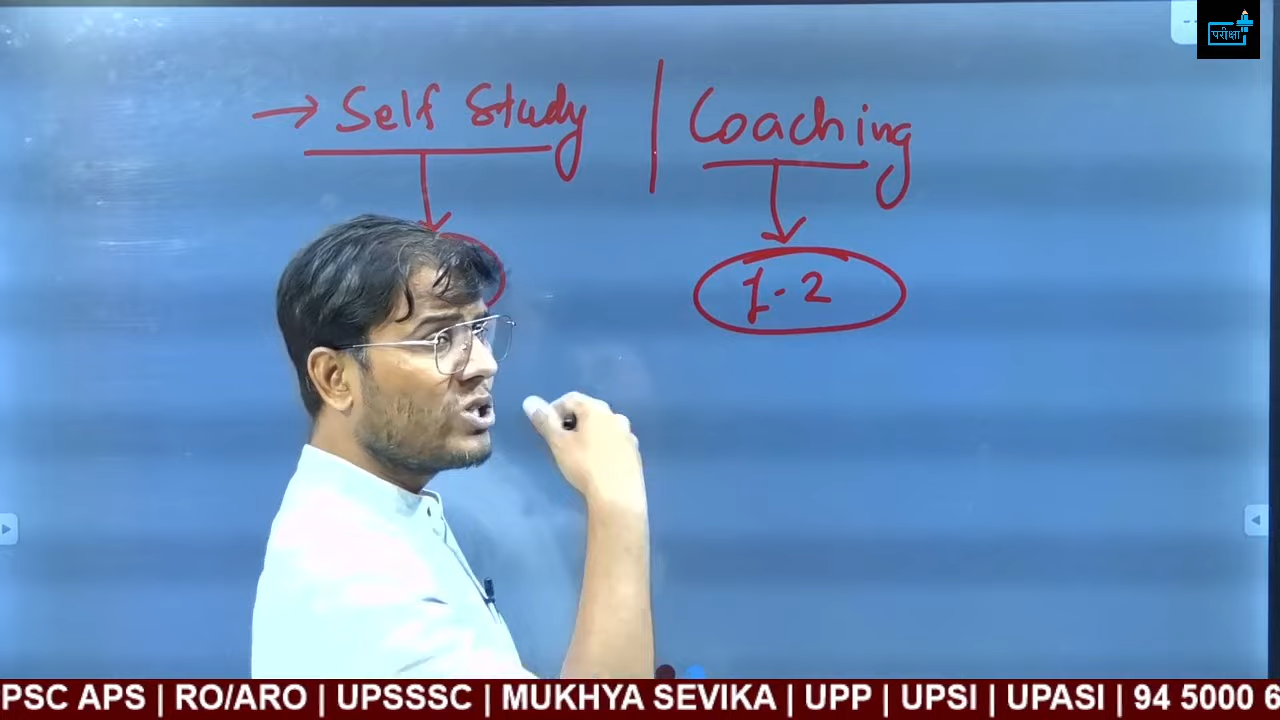 परीक्षा
→ Self Study | Coaching
1-2
PSC APS | RO/ARO | UPSSSC | MUKHYA SEVIKA | UPP | UPSI | UPASI | 94 5000 6